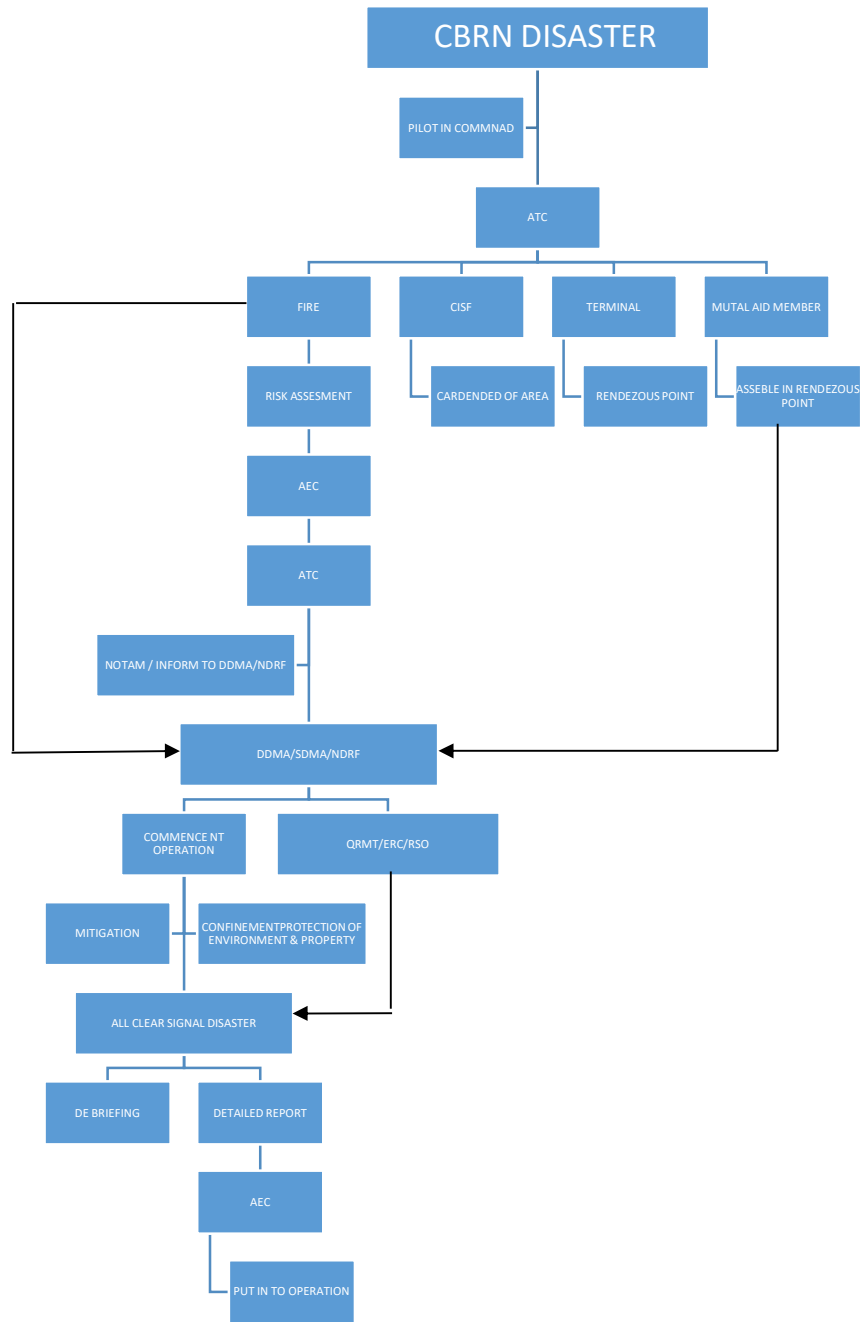 CBRN DISASTER
PILOT IN COMMNAD
ATC
FIRE
CISF
TERMINAL
MUTAL AID MEMBER
RISK ASSESMENT
CARDENDED OF AREA
RENDEZOUS POINT
ASSEBLE IN RENDEZOUS
POINT
AEC
ATC
NOTAM / INFORM TO DDMA/NDRF
DDMA/SDMA/NDRF
COMMENCE NT
OPERATION
QRMT/ERC/RSO
MITIGATION
CONFINEMENTPROTECTION OF
ENVIRONMENT & PROPERTY
ALL CLEAR SIGNAL DISASTER
DE BRIEFING
DETAILED REPORT
AEC
PUT IN TO OPERATION